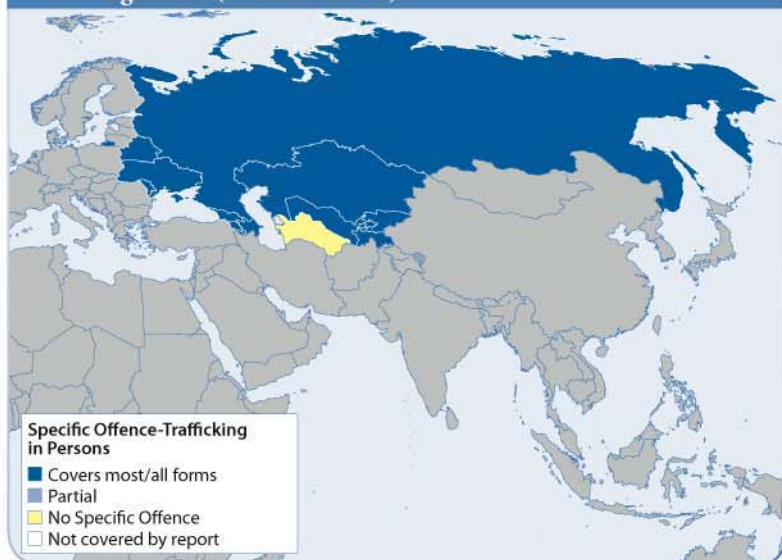 Specific Offence-Trafficking
in Persons
Covers most/all forms
Partial
No Specific Offence
Not covered by report